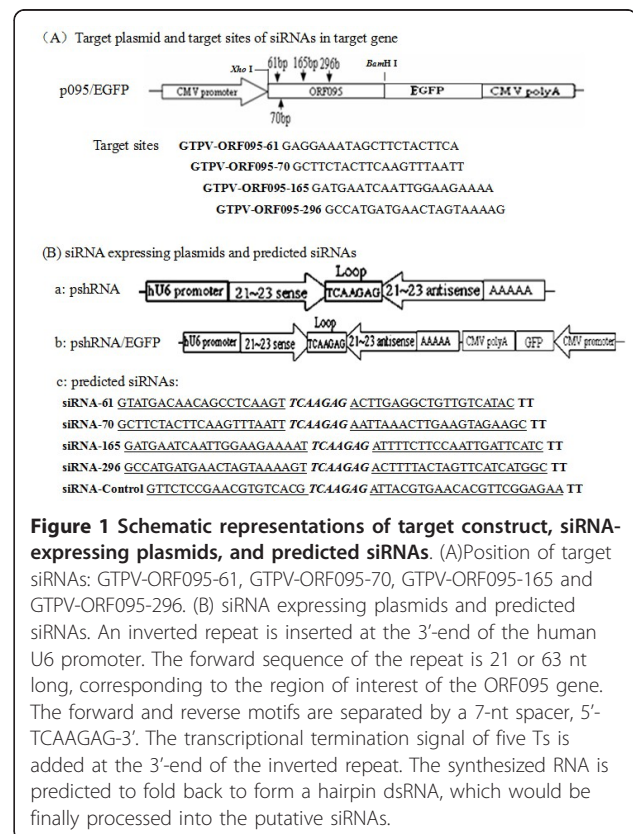 (A) Target plasmid and target sites of siRNAs in target gene
Xho I 61bp 165bp 296b BamH I
p095/EGFP CMV promoter ORF095 EGFP CMV polyA
70bp
Target sites GTPV-ORF095-61 GAGGAAATAGCTTCTACTTCA
GTPV-ORF095-70 GCTTCTACTTCAAGTTTAATT
GTPV-ORF095-165 GATGAATCAATTGGAAGAAAA
GTPV-ORF095-296 GCCATGATGAACTAGTAAAAG
(B) siRNA expressing plasmids and predicted siRNAs
Loop
a: pshRNA hU6 promoter 21~23 sense TCAAGAG 21~23 antisense AAAAA
Loop
b: pshRNA/EGFP hU6 promoter 21~23 sense TCAAGAG 21~23 antisense AAAAA CMV polyA GFP CMV promoter
c: predicted siRNAs:
siRNA-61 GTATGACAACAGCCTCAAGT TCAAGAG ACTTGAGGCTGTTGTCATAC TT
siRNA-70 GCTTCTACTTCAAGTTTAATT TCAAGAG AATTAAACTTGAAGTAGAAGC TT
siRNA-165 GATGAATCAATTGGAAGAAAAT TCAAGAG ATTTTCTTCCAATTGATTCATC TT
siRNA-296 GCCATGATGAACTAGTAAAAGT TCAAGAG ACTTTTACTAGTTCATCATGGC TT
siRNA-Control GTTCTCCGAACGTGTCACG TCAAGAG ATTACGTGAACACGTTCGGAGAA TT
Figure 1 Schematic representations of target construct, siRNA-
expressing plasmids, and predicted siRNAs. (A)Position of target
siRNAs: GTPV-ORF095-61, GTPV-ORF095-70, GTPV-ORF095-165 and
GTPV-ORF095-296. (B) siRNA expressing plasmids and predicted
siRNAs. An inverted repeat is inserted at the 3'-end of the human
U6 promoter. The forward sequence of the repeat is 21 or 63 nt
long, corresponding to the region of interest of the ORF095 gene.
The forward and reverse motifs are separated by a 7-nt spacer, 5'-
TCAAGAG-3'. The transcriptional termination signal of five Ts is
added at the 3'-end of the inverted repeat. The synthesized RNA is
predicted to fold back to form a hairpin dsRNA, which would be
finally processed into the putative siRNAs.